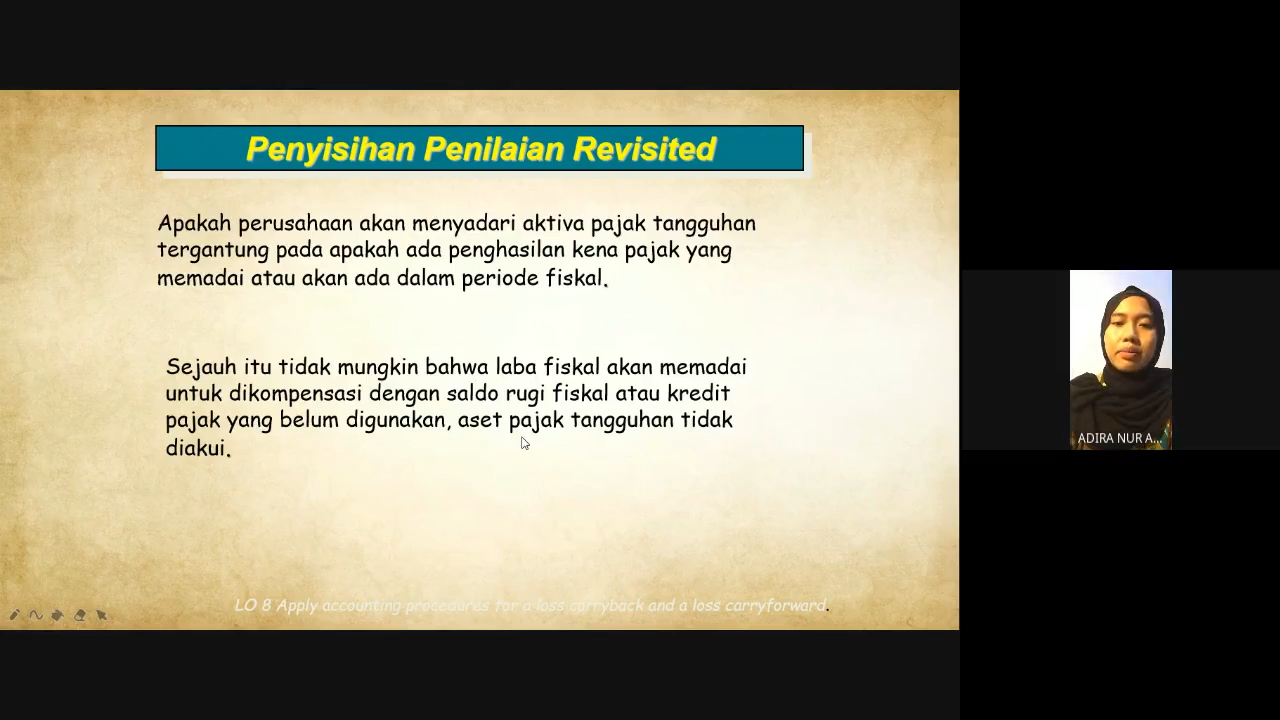 Penyisihan Penilaian Revisited
Apakah perusahaan akan menyadari aktiva pajak tangguhan
tergantung pada apakah ada penghasilan kena pajak yang
memadai atau akan ada dalam periode fiskal.
Sejauh itu tidak mungkin bahwa laba fiskal akan memadai
untuk dikompensasi dengan saldo rugi fiskal atau kredit
pajak yang belum digunakan, aset pajak tangguhan tidak
diakui.
LO 8 Apply accounting procedures for a loss carryback and a loss carryforward.
ADIRA NUR A...